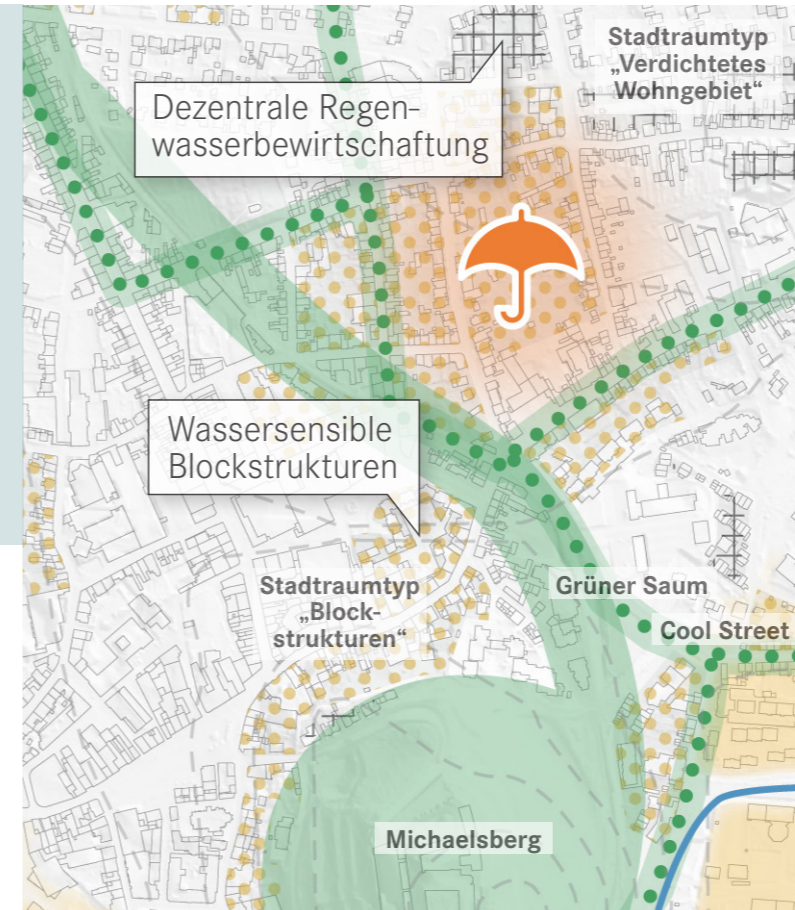 Stadtraumtyp
„Verdichtetes
Wohngebiet“
Dezentrale Regen-
wasserbewirtschaftung
Wassersensible
Blockstrukturen
Stadtraumtyp
„Block-
strukturen“
Grüner Saum
Cool Street
Michaelsberg